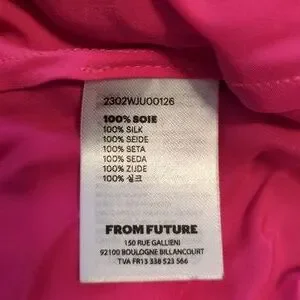 2302WJU00126
100% SOIE
100% SILK
100% SEIDE
100% SETA
100% SEDA
100% ZIJDE
100% 실크
FROM FUTURE
150 RUE GALLIENI
92100 BOULOGNE BILLANCOURT
TVA FR13 338 523 566